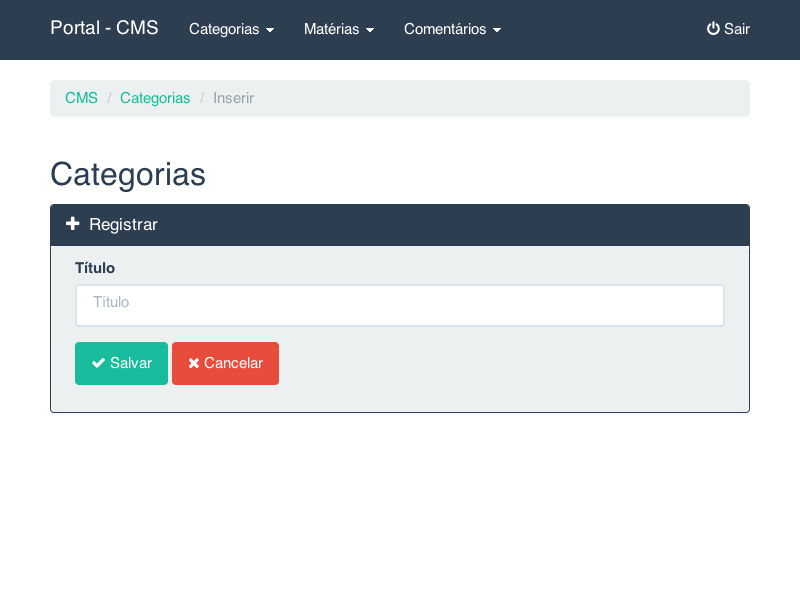 Portal - CMS Categorias Matérias Comentários Sair
CMS / Categorias / Inserir
Categorias
Registrar
Título
Título
Salvar Cancelar